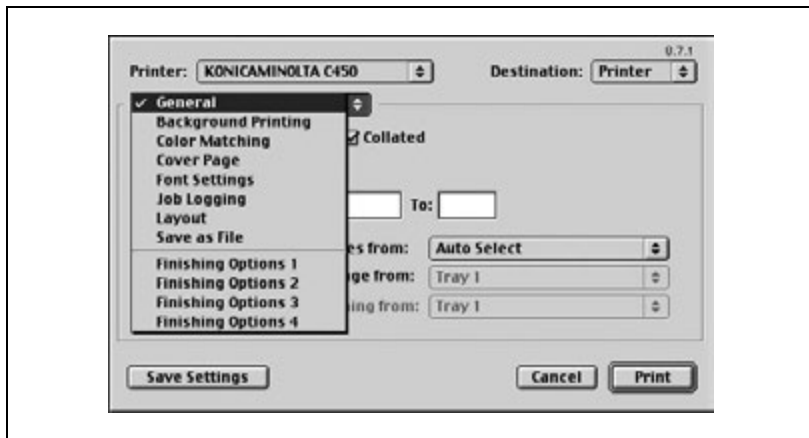 8.7.1
Printer: KONICAMINOLTA C450 Destination: Printer
✓ General
Background Printing
Color Matching Collated
Cover Page
Font Settings
Job Logging To:
Layout
Save as File es from: Auto Select
Finishing Options 1 ge from: Tray 1
Finishing Options 2
Finishing Options 3 ing from: Tray 1
Finishing Options 4
Save Settings Cancel Print